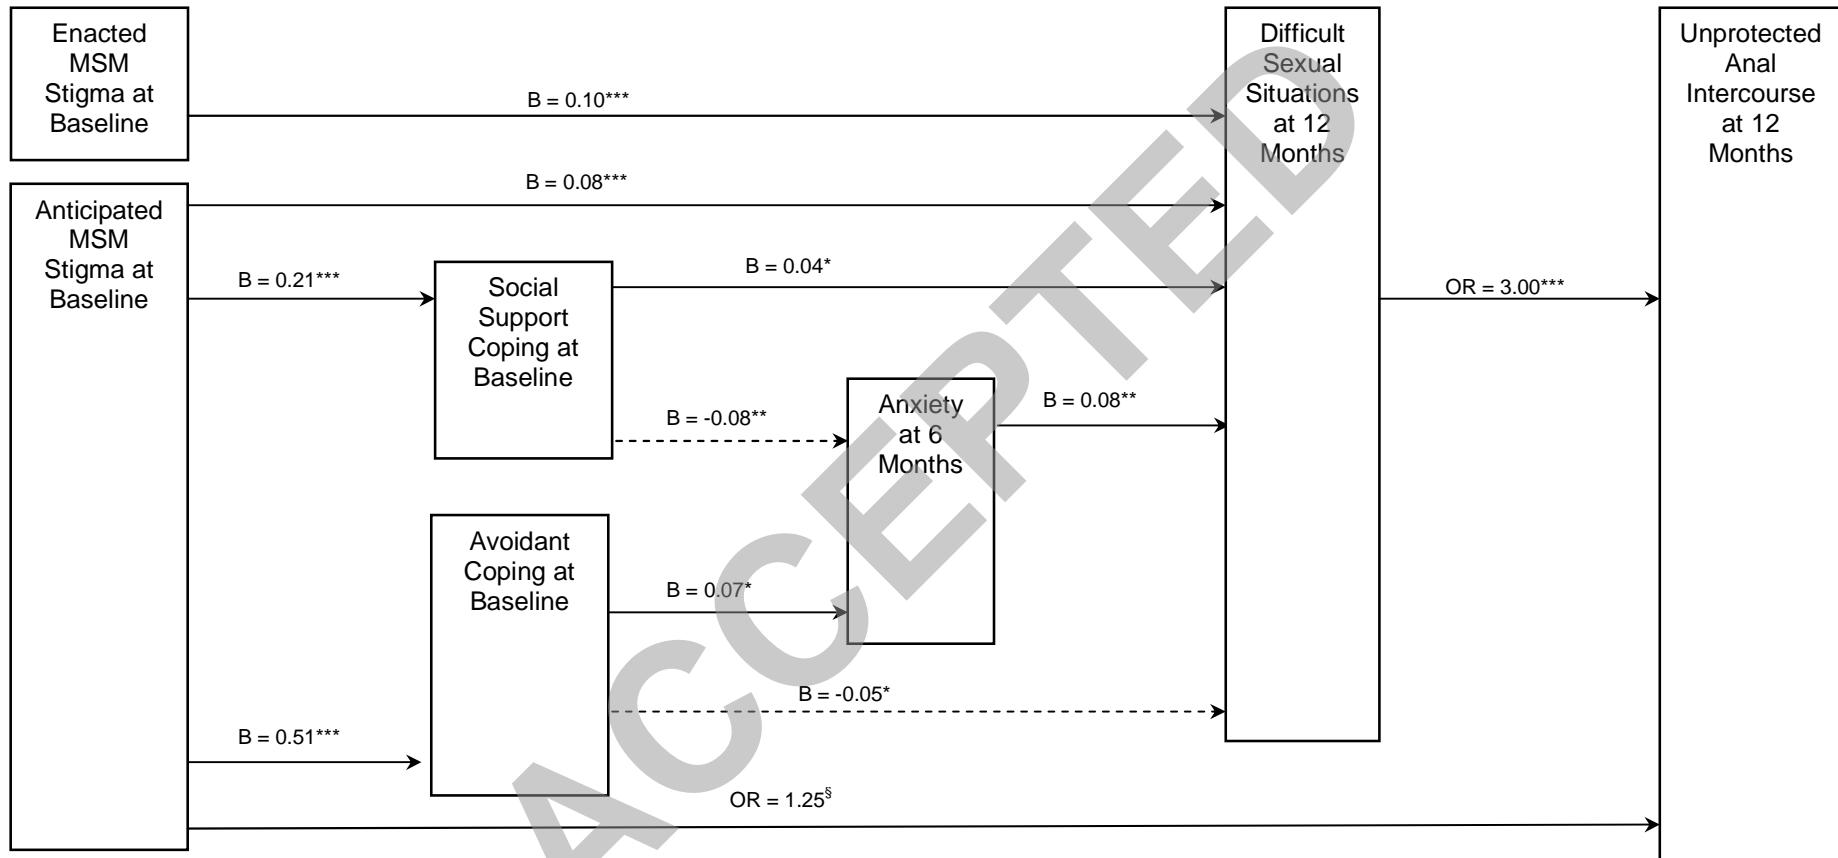 Enacted
MSM
Stigma at
Baseline
B = 0.10***
Difficult
Sexual
Situations
at 12
Months
Unprotected
Anal
Intercourse
at 12
Months
B = 0.08***
Anticipated
MSM
Stigma at
Baseline
B = 0.21***
Social
Support
Coping at
Baseline
B = 0.04*
OR = 3.00***
B = -0.08**
Anxiety
at 6
Months
B = 0.08**
Avoidant
Coping at
Baseline
B = 0.07*
B = -0.05*
B = 0.51***
OR = 1.25§
ACCEPTED